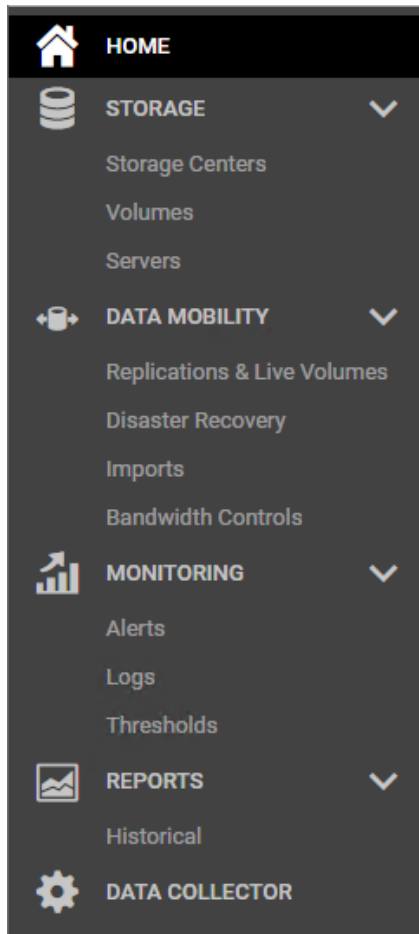 HOME
STORAGE
Storage Centers
Volumes
Servers
DATA MOBILITY
Replications & Live Volumes
Disaster Recovery
Imports
Bandwidth Controls
MONITORING
Alerts
Logs
Thresholds
REPORTS
Historical
DATA COLLECTOR